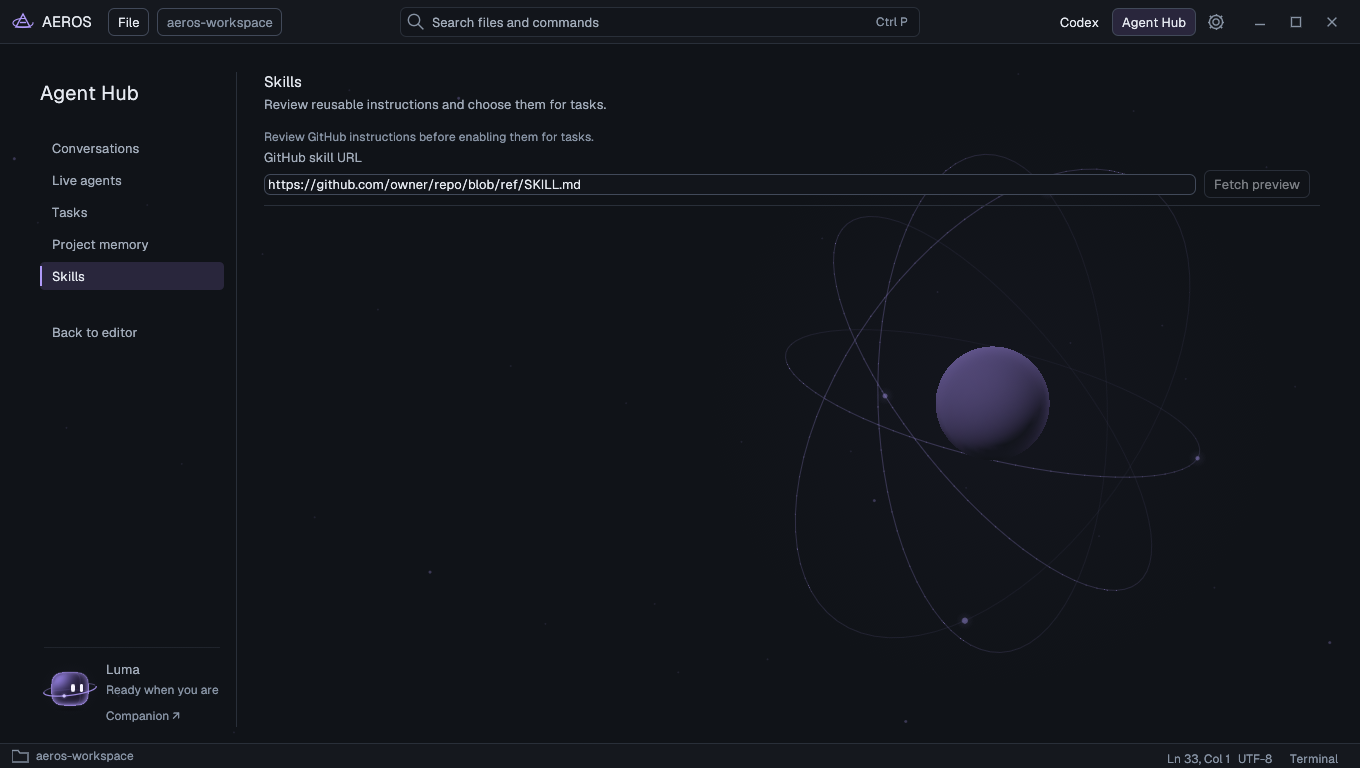 AEROS File aeros-workspace Search files and commands Ctrl P Codex Agent Hub
Agent Hub
Conversations
Live agents
Tasks
Project memory
Skills
Back to editor
Skills
Review reusable instructions and choose them for tasks.
Review GitHub instructions before enabling them for tasks.
GitHub skill URL
https://github.com/owner/repo/blob/ref/SKILL.md Fetch preview
Luma
Ready when you are
Companion ↗
aeros-workspace Ln 33, Col 1 UTF-8 Terminal